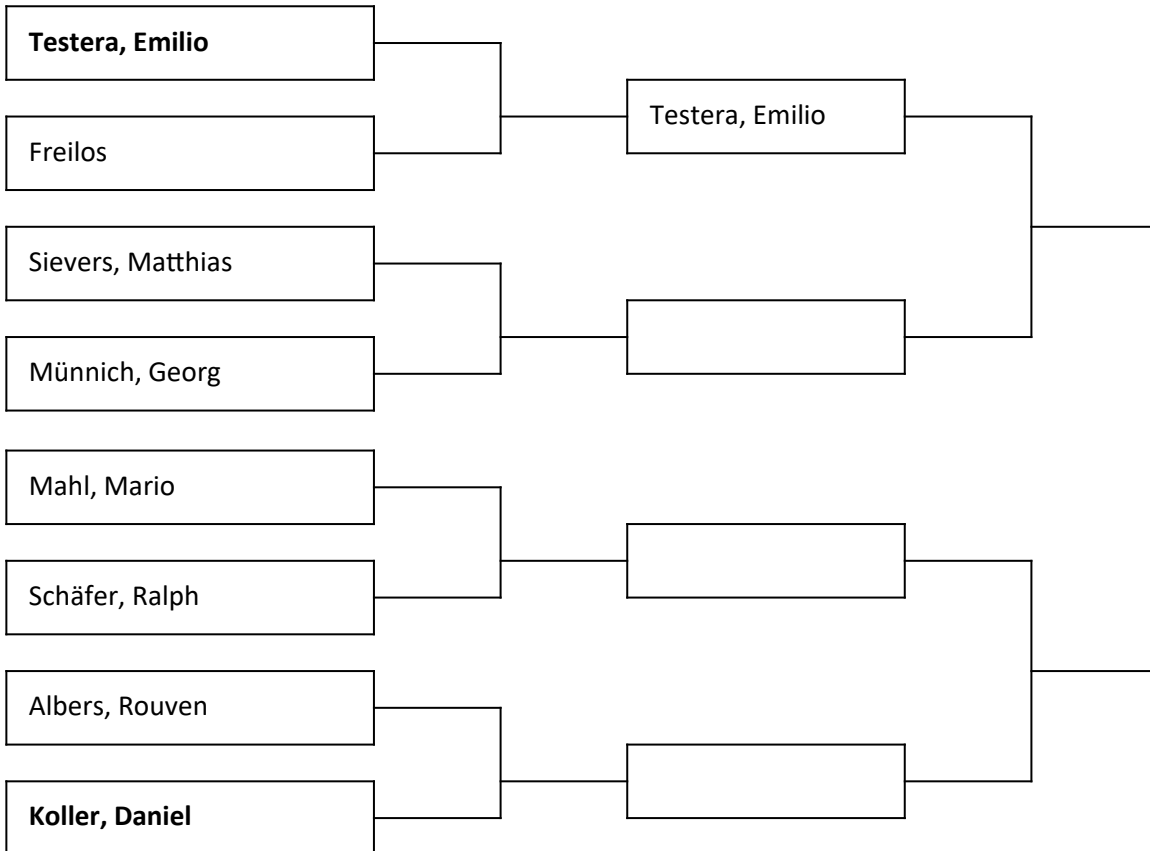 Testera, Emilio
Testera, Emilio
Freilos
Sievers, Matthias
Münnich, Georg
Mahl, Mario
Schäfer, Ralph
Albers, Rouven
Koller, Daniel